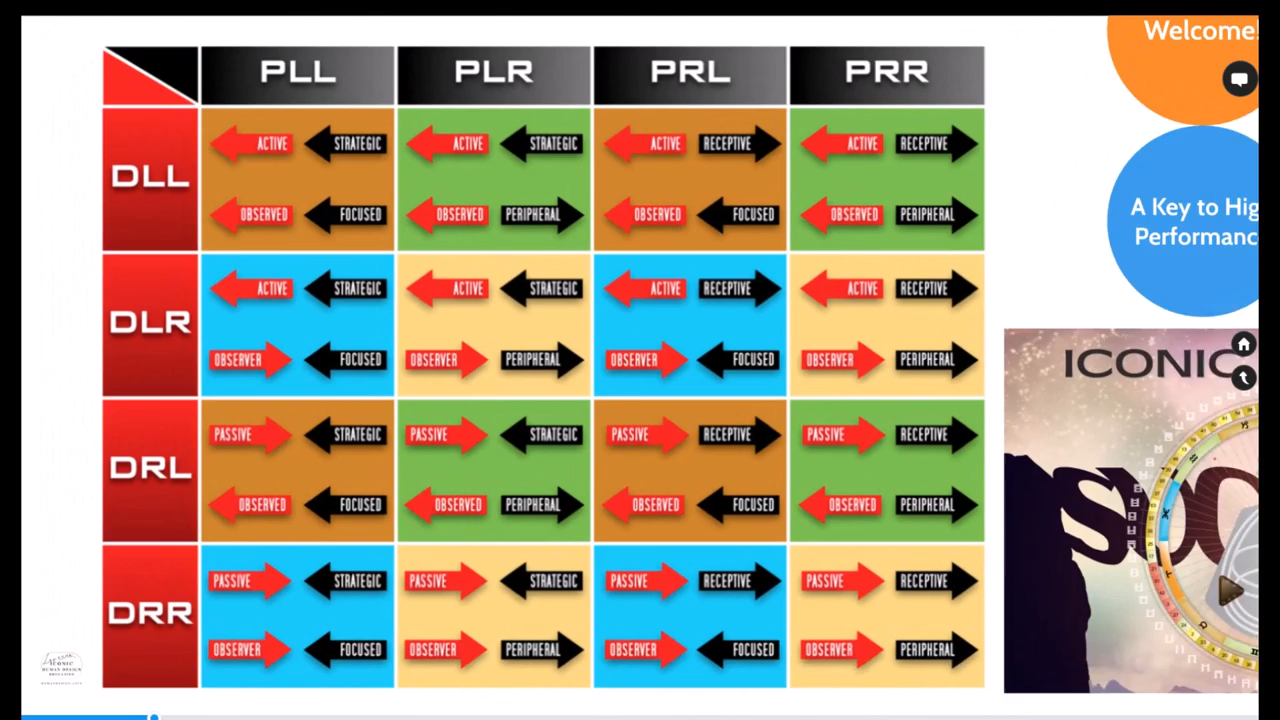 PLL PLR PRL PRR
DLL
ACTIVE STRATEGIC ACTIVE STRATEGIC ACTIVE RECEPTIVE ACTIVE RECEPTIVE
OBSERVED FOCUSED OBSERVED PERIPHERAL OBSERVED FOCUSED OBSERVED PERIPHERAL
DLR
ACTIVE STRATEGIC ACTIVE STRATEGIC ACTIVE RECEPTIVE ACTIVE RECEPTIVE
OBSERVER FOCUSED OBSERVER PERIPHERAL OBSERVER FOCUSED OBSERVER PERIPHERAL
DRL
PASSIVE STRATEGIC PASSIVE STRATEGIC PASSIVE RECEPTIVE PASSIVE RECEPTIVE
OBSERVED FOCUSED OBSERVED PERIPHERAL OBSERVED FOCUSED OBSERVED PERIPHERAL
DRR
PASSIVE STRATEGIC PASSIVE STRATEGIC PASSIVE RECEPTIVE PASSIVE RECEPTIVE
OBSERVER FOCUSED OBSERVER PERIPHERAL OBSERVER FOCUSED OBSERVER PERIPHERAL
Welcome!
A Key to Hig
Performanc
ICONIC
ICONIC
HUMAN DESIGN